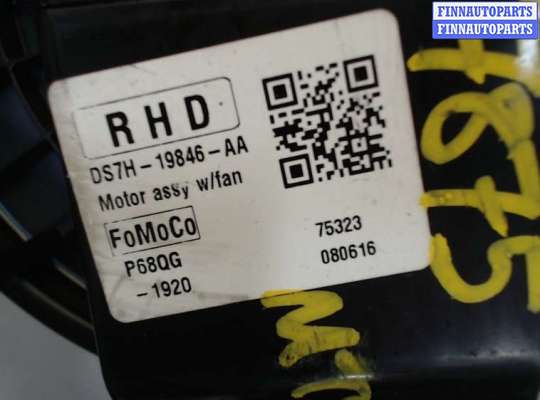 FINNAUTOPARTS
FINNAUTOPARTS
RHD
DS7H-19846-AA
Motor assy w/fan
FoMoCo
P68QG
-1920
75323
080616